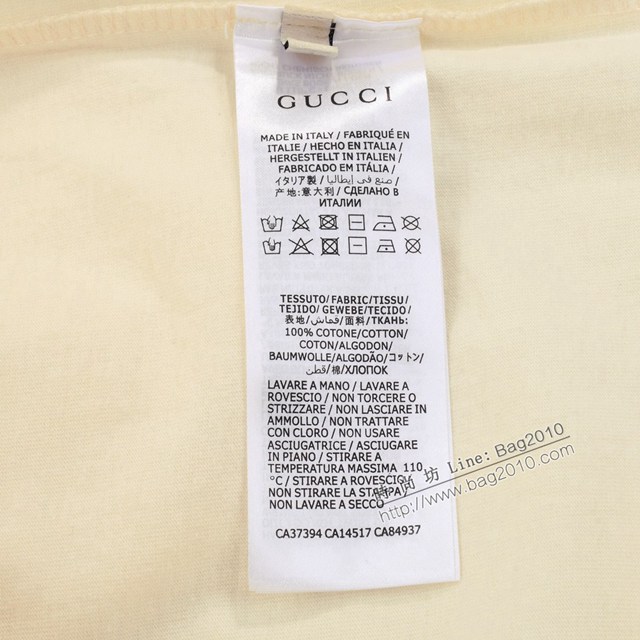 GUCCI
MADE IN ITALY / FABRIQUÉ EN
ITALIE / HECHO EN ITALIA /
HERGESTELLT IN ITALIEN /
FABRICADO EM ITÁLIA /
イタリア製 / صنع في إيطاليا /
产地:意大利 / СДЕЛАНО В
ИТАЛИИ
TESSUTO/FABRIC/TISSU/
TEJIDO/ GEWEBE/TECIDO/
表地/قماش/面料/ТКАНЬ:
100% COTONE/COTTON/
COTON/ALGODON/
BAUMWOLLE/ALGODÃO/コットン/
قطن/棉/ХЛОПОК
LAVARE A MANO / LAVARE A
ROVESCIO / NON TORCERE O
STRIZZARE / NON LASCIARE IN
AMMOLLO / NON TRATTARE
CON CLORO / NON USARE
ASCIUGATRICE / ASCIUGARE
IN PIANO / STIRARE A
TEMPERATURA MASSIMA 110
°C / STIRARE A ROVESCIO/
NON STIRARE LA STAMPA/
NON LAVARE A SECCO
CA37394 CA14517 CA84937
時尚坊 Line: Bag2010
http://www.bag2010.com